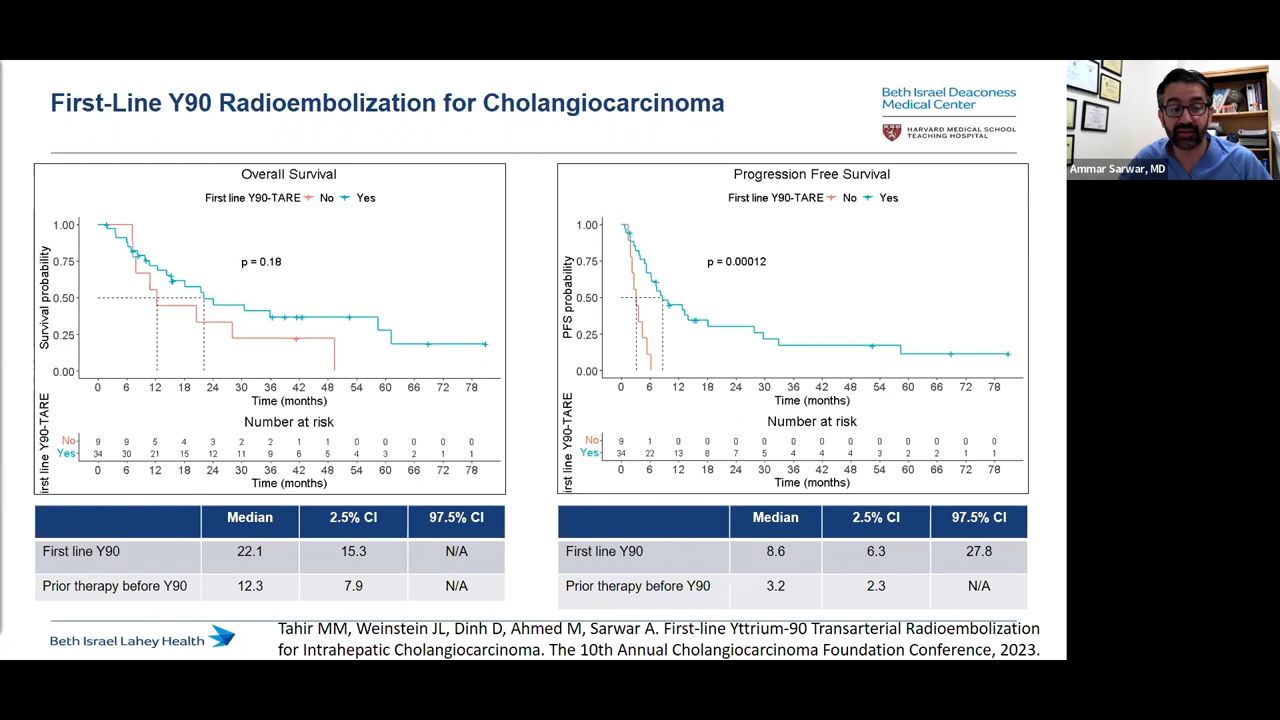 First-Line Y90 Radioembolization for Cholangiocarcinoma
Beth Israel Deaconess
Medical Center
HARVARD MEDICAL SCHOOL
TEACHING HOSPITAL
Ammar Sarwar, MD
Overall Survival
First line Y90-TARE No Yes
Survival probability
1.00
0.75
0.50
0.25
0.00
p = 0.18
0 6 12 18 24 30 36 42 48 54 60 66 72 78
Time (months)
Number at risk
irst line Y90-TARE
No 9 9 5 4 3 2 2 1 1 0 0 0 0 0
Yes 34 30 21 15 12 11 9 6 5 4 3 2 1 1
0 6 12 18 24 30 36 42 48 54 60 66 72 78
Time (months)
Progression Free Survival
First line Y90-TARE No Yes
PFS probability
1.00
0.75
0.50
0.25
0.00
p = 0.00012
0 6 12 18 24 30 36 42 48 54 60 66 72 78
Time (months)
Number at risk
irst line Y90-TARE
No 9 1 0 0 0 0 0 0 0 0 0 0 0 0
Yes 34 22 13 8 7 5 4 4 4 3 2 2 1 1
0 6 12 18 24 30 36 42 48 54 60 66 72 78
Time (months)
Median 2.5% CI 97.5% CI
First line Y90 22.1 15.3 N/A
Prior therapy before Y90 12.3 7.9 N/A
Median 2.5% CI 97.5% CI
First line Y90 8.6 6.3 27.8
Prior therapy before Y90 3.2 2.3 N/A
Beth Israel Lahey Health
Tahir MM, Weinstein JL, Dinh D, Ahmed M, Sarwar A. First-line Yttrium-90 Transarterial Radioembolization
for Intrahepatic Cholangiocarcinoma. The 10th Annual Cholangiocarcinoma Foundation Conference, 2023.